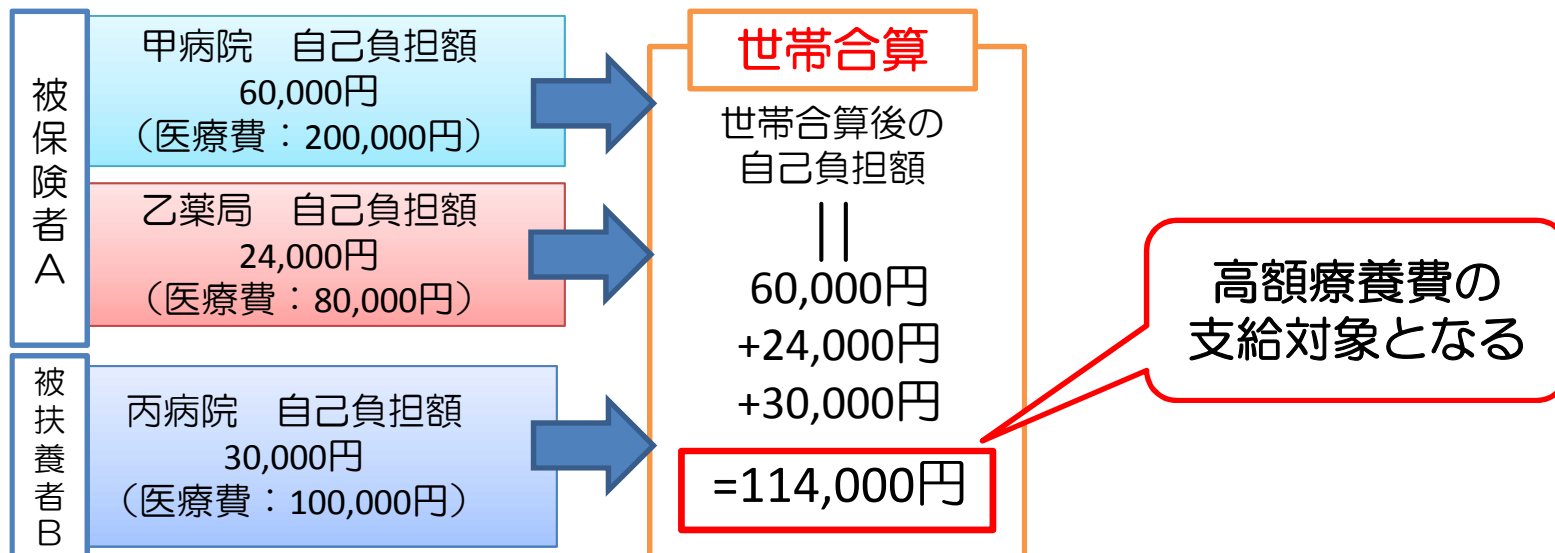 被保険者A
甲病院　自己負担額
60,000円
（医療費：200,000円）
乙薬局　自己負担額
24,000円
（医療費：80,000円）
被扶養者B
丙病院　自己負担額
30,000円
（医療費：100,000円）
世帯合算
世帯合算後の
自己負担額
||
60,000円
+24,000円
+30,000円
=114,000円
高額療養費の
支給対象となる